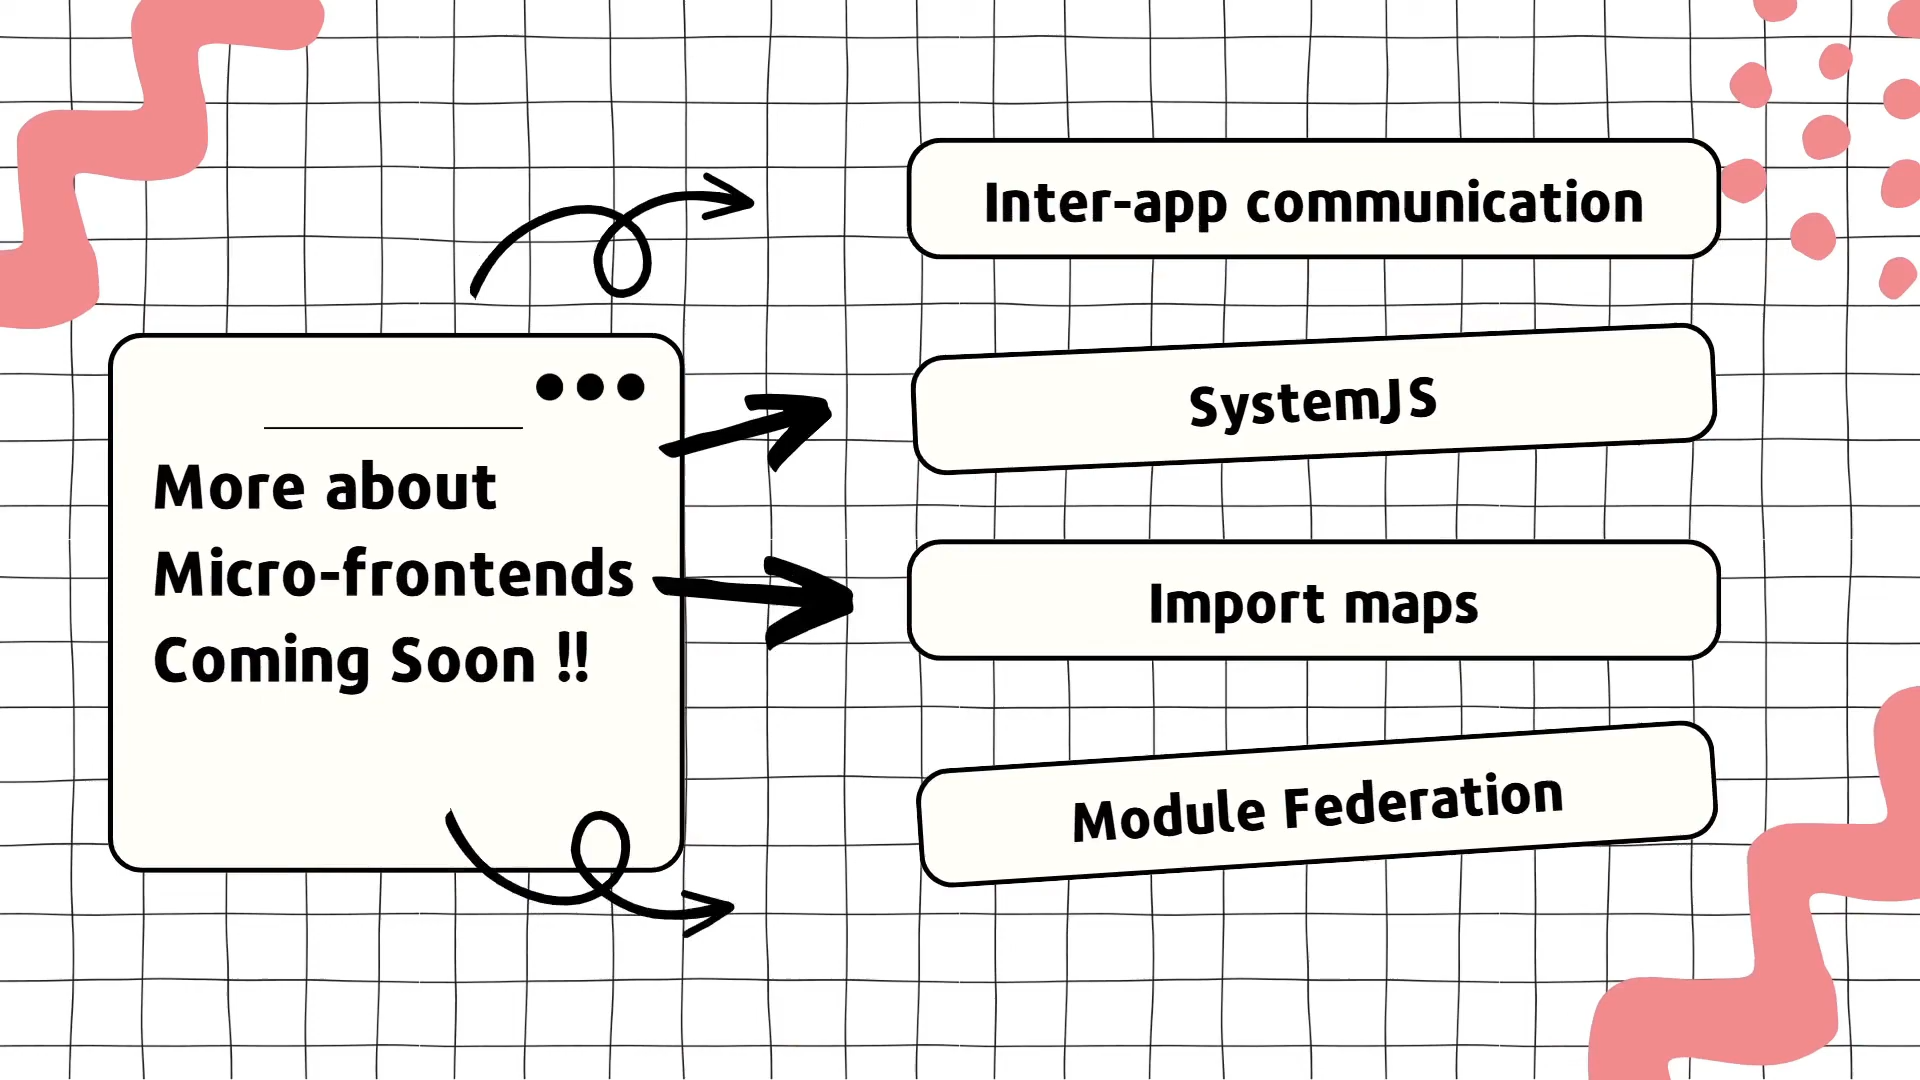 More about
Micro-frontends
Coming Soon !!
Inter-app communication
SystemJS
Import maps
Module Federation